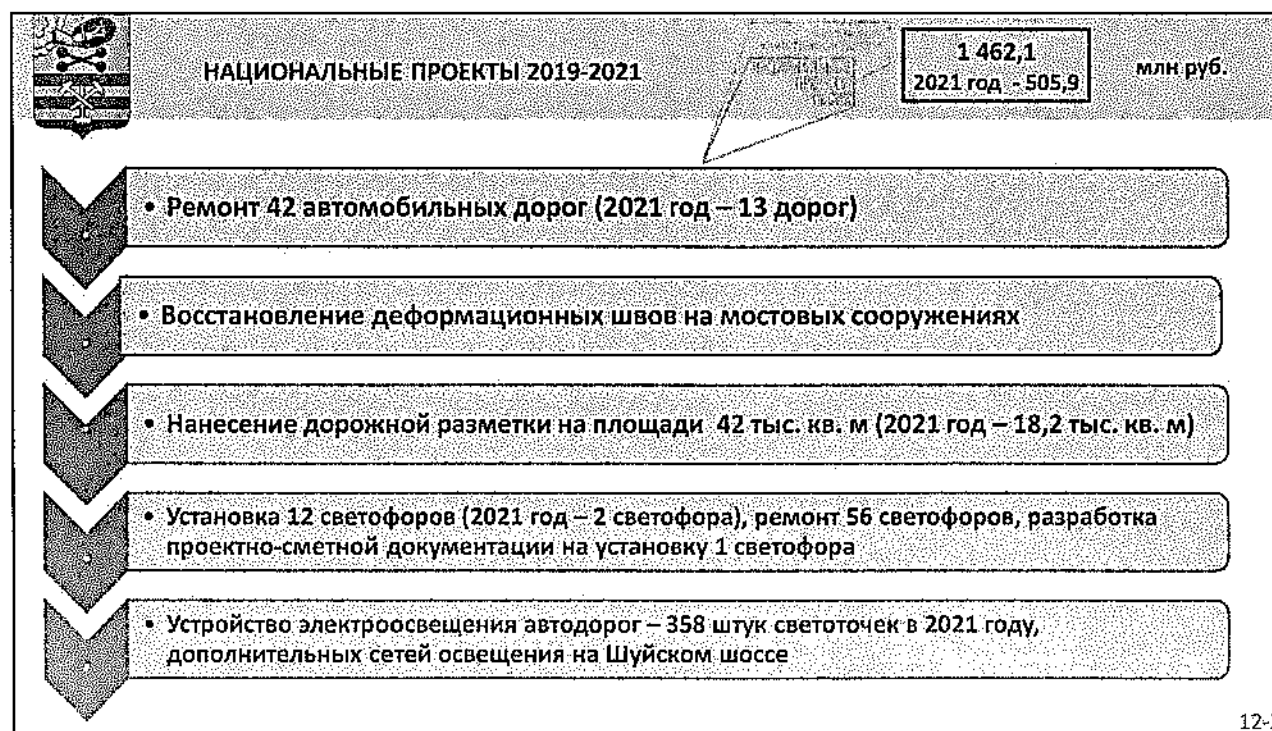 НАЦИОНАЛЬНЫЕ ПРОЕКТЫ 2019-2021
1 462,1
2021 год - 505,9
млн руб.
• Ремонт 42 автомобильных дорог (2021 год – 13 дорог)
• Восстановление деформационных швов на мостовых сооружениях
• Нанесение дорожной разметки на площади 42 тыс. кв. м (2021 год – 18,2 тыс. кв. м)
• Установка 12 светофоров (2021 год – 2 светофора), ремонт 56 светофоров, разработка
проектно-сметной документации на установку 1 светофора
• Устройство электроосвещения автодорог – 358 штук светоточек в 2021 году,
дополнительных сетей освещения на Шуйском шоссе